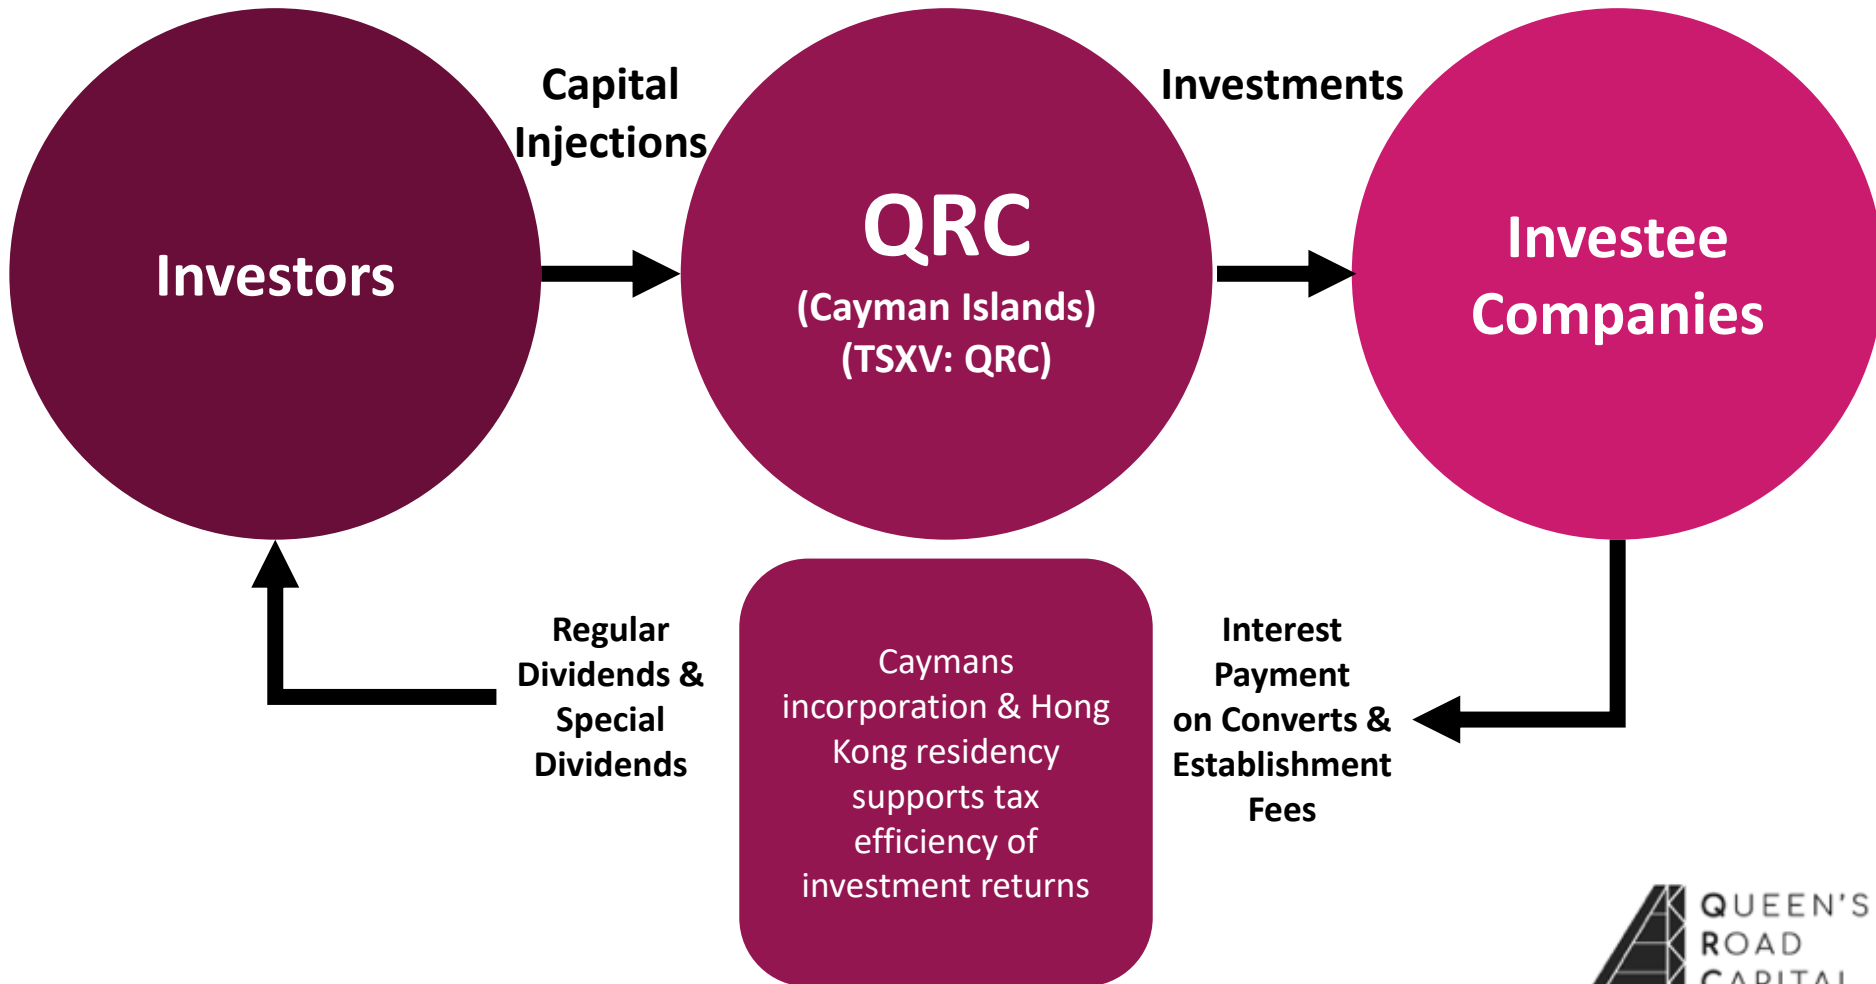 Investors
Capital
Injections
QRC
(Cayman Islands)
(TSXV: QRC)
Investments
Investee
Companies
Regular
Dividends &
Special
Dividends
Caymans
incorporation & Hong
Kong residency
supports tax
efficiency of
investment returns
Interest
Payment
on Converts &
Establishment
Fees
QUEEN'S
ROAD
CAPITAL